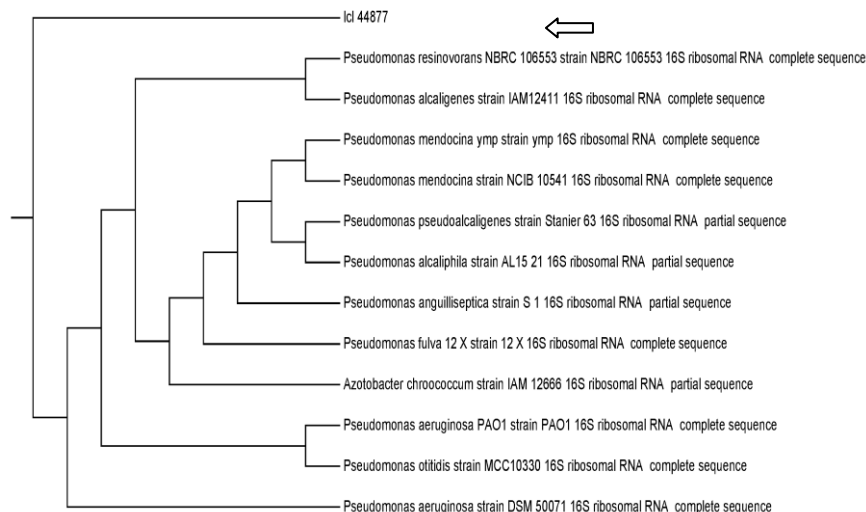 lcl 44877
Pseudomonas resinovorans NBRC 106553 strain NBRC 106553 16S ribosomal RNA complete sequence
Pseudomonas alcaligenes strain IAM12411 16S ribosomal RNA complete sequence
Pseudomonas mendocina ymp strain ymp 16S ribosomal RNA complete sequence
Pseudomonas mendocina strain NCIB 10541 16S ribosomal RNA complete sequence
Pseudomonas pseudoalcaligenes strain Stanier 63 16S ribosomal RNA partial sequence
Pseudomonas alcaliphila strain AL15 21 16S ribosomal RNA partial sequence
Pseudomonas anguilliseptica strain S 1 16S ribosomal RNA partial sequence
Pseudomonas fulva 12 X strain 12 X 16S ribosomal RNA complete sequence
Azotobacter chroococcum strain IAM 12666 16S ribosomal RNA partial sequence
Pseudomonas aeruginosa PAO1 strain PAO1 16S ribosomal RNA complete sequence
Pseudomonas otitidis strain MCC10330 16S ribosomal RNA complete sequence
Pseudomonas aeruginosa strain DSM 50071 16S ribosomal RNA complete sequence